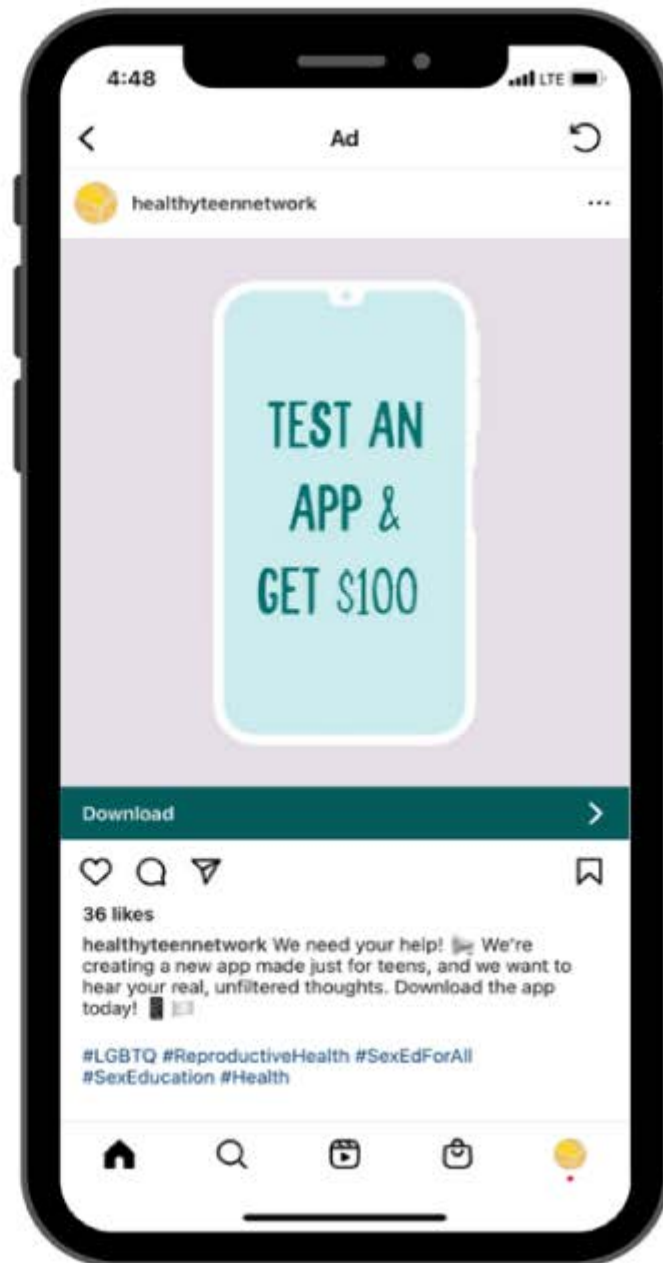 4:48
LTE
Ad
healthyteennetwork
TEST AN
APP &
GET $100
Download
36 likes
healthyteennetwork We need your help! We're
creating a new app made just for teens, and we want to
hear your real, unfiltered thoughts. Download the app
today!
#LGBTQ #ReproductiveHealth #SexEdForAll
#SexEducation #Health